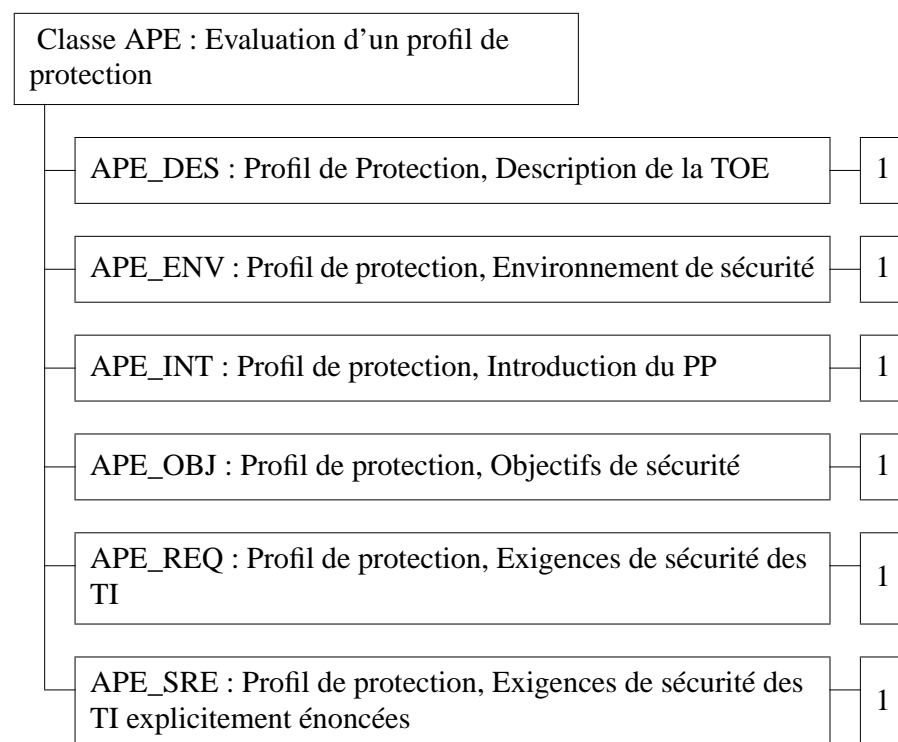 Classe APE : Evaluation d’un profil de
protection
APE_DES : Profil de Protection, Description de la TOE
1
APE_ENV : Profil de protection, Environnement de sécurité
1
APE_INT : Profil de protection, Introduction du PP
1
APE_OBJ : Profil de protection, Objectifs de sécurité
1
APE_REQ : Profil de protection, Exigences de sécurité des
TI
1
APE_SRE : Profil de protection, Exigences de sécurité des
TI explicitement énoncées
1